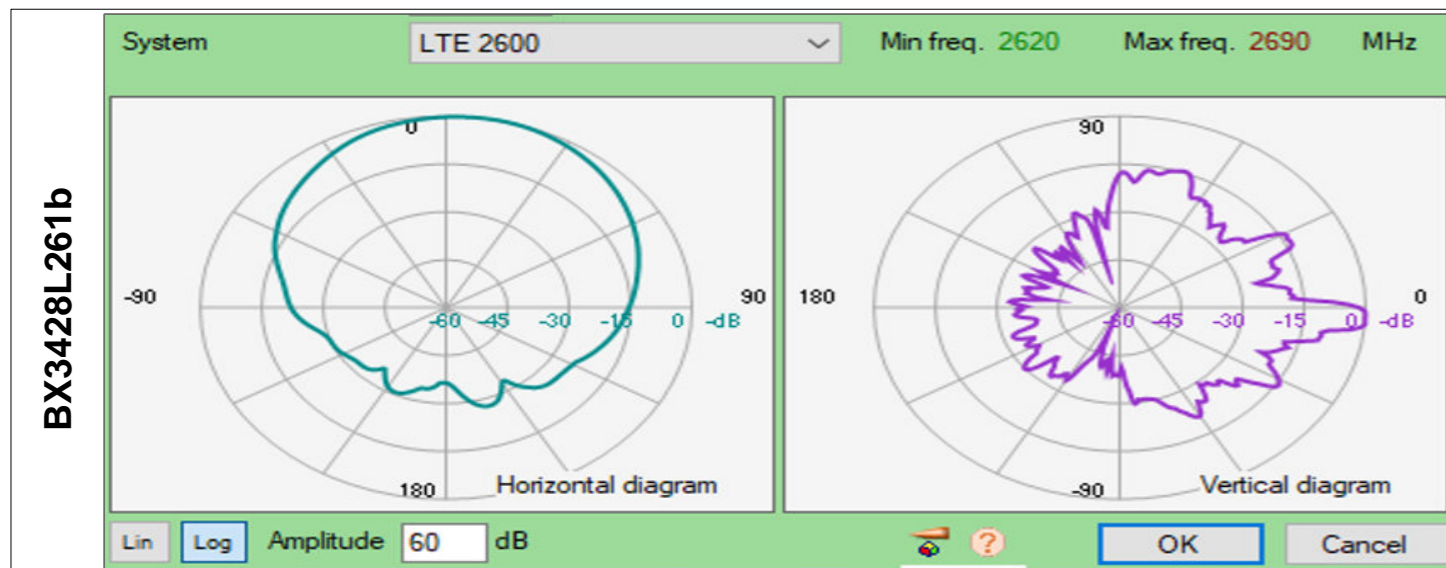 BX3428L261b
System LTE 2600 Min freq. 2620 Max freq. 2690 MHz
0
-90 90
-60 -45 -30 -15 0 -dB
180 Horizontal diagram
90
180 0
-60 -45 -30 -15 0 -dB
-90 Vertical diagram
Lin Log Amplitude 60 dB ? OK Cancel